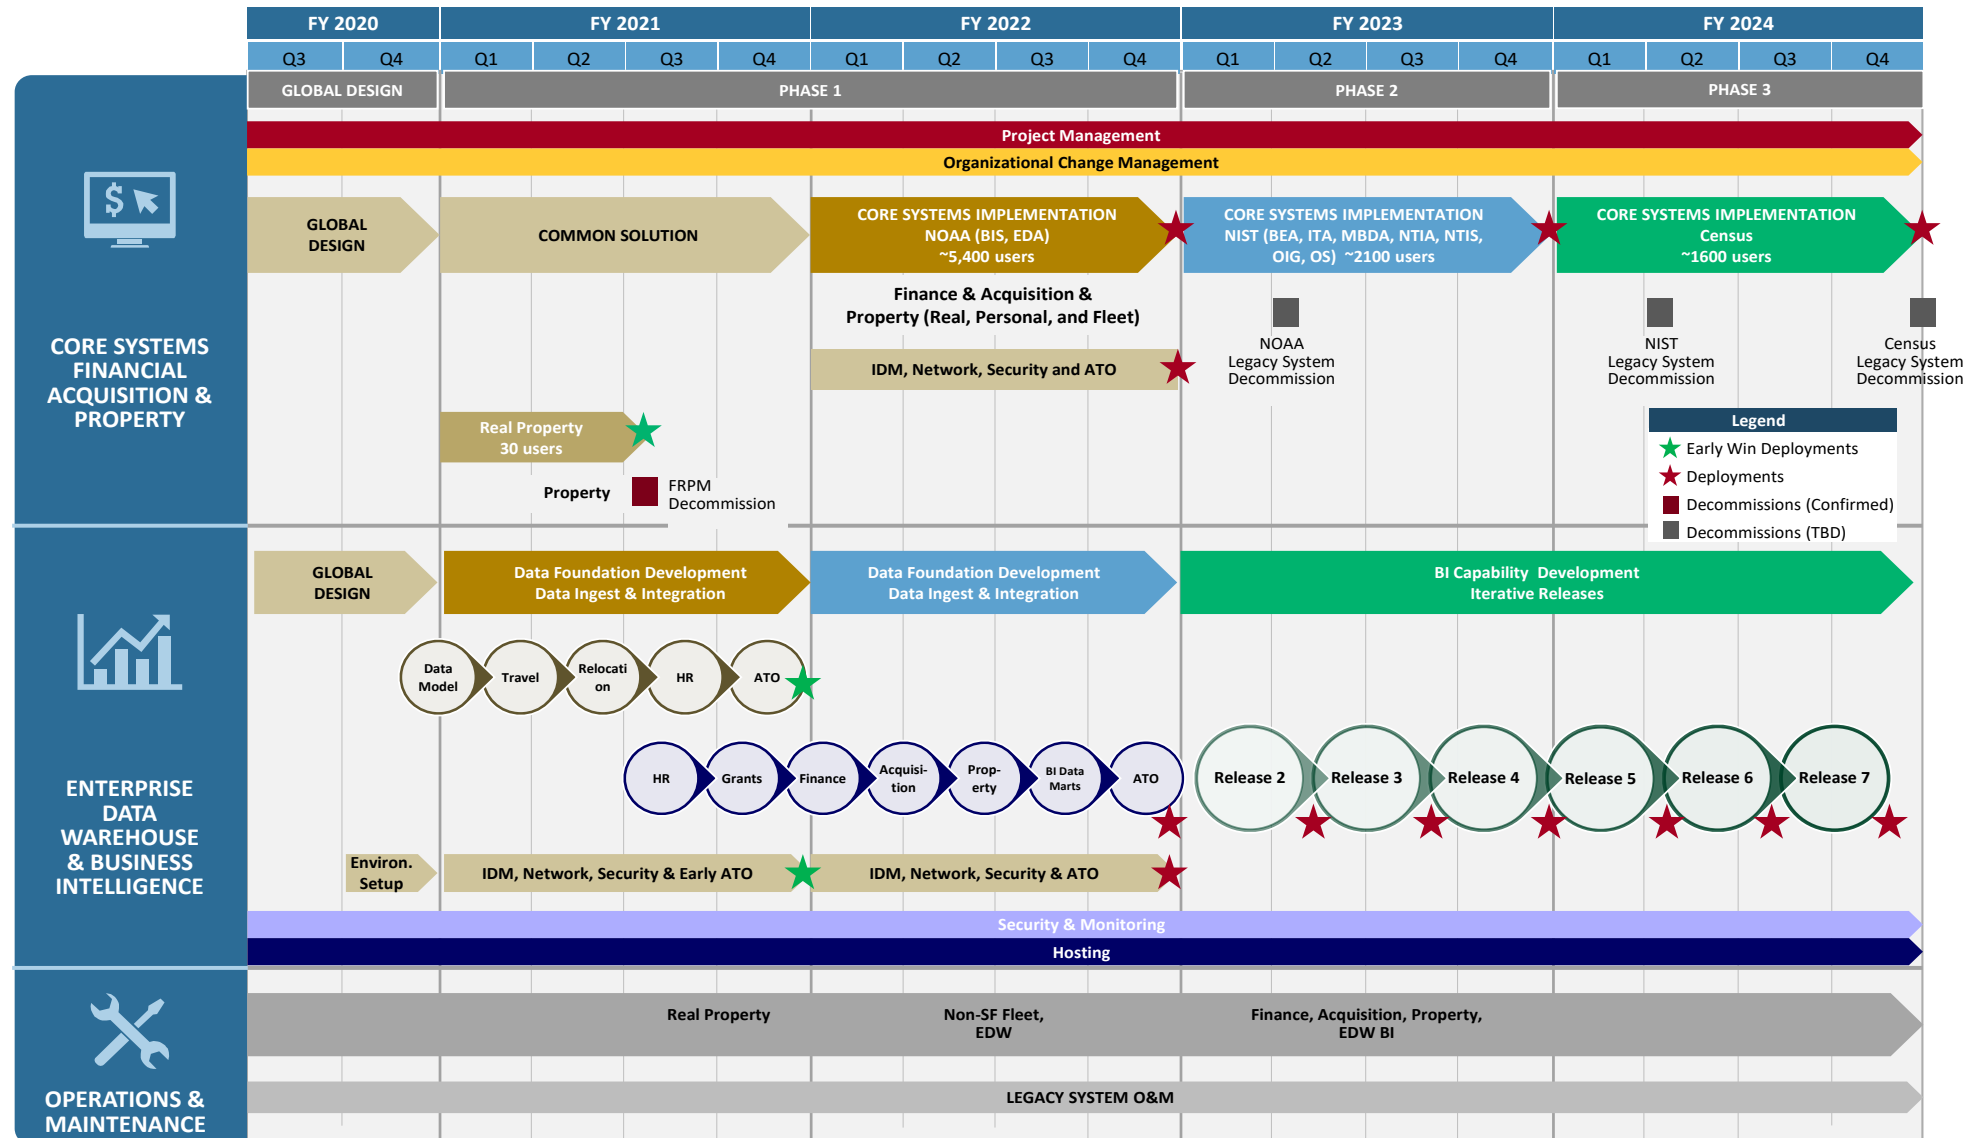 FY 2020
FY 2021
FY 2022
FY 2023
FY 2024
Q3
Q4
Q1
Q2
Q3
Q4
Q1
Q2
Q3
Q4
Q1
Q2
Q3
Q4
Q1
Q2
Q3
Q4
GLOBAL DESIGN
PHASE 1
PHASE 2
PHASE 3
Project Management
Organizational Change Management
$
CORE SYSTEMS
FINANCIAL
ACQUISITION &
PROPERTY
GLOBAL
DESIGN
COMMON SOLUTION
CORE SYSTEMS IMPLEMENTATION
NOAA (BIS, EDA)
~5,400 users
CORE SYSTEMS IMPLEMENTATION
NIST (BEA, ITA, MBDA, NTIA, NTIS,
OIG, OS) ~2100 users
CORE SYSTEMS IMPLEMENTATION
Census
~1600 users
Finance & Acquisition &
Property (Real, Personal, and Fleet)
IDM, Network, Security and ATO
NOAA
Legacy System
Decommission
NIST
Legacy System
Decommission
Census
Legacy System
Decommission
Real Property
30 users
Property
FRPM
Decommission
Legend
Early Win Deployments
Deployments
Decommissions (Confirmed)
Decommissions (TBD)
ENTERPRISE
DATA
WAREHOUSE
& BUSINESS
INTELLIGENCE
GLOBAL
DESIGN
Data Foundation Development
Data Ingest & Integration
Data Foundation Development
Data Ingest & Integration
BI Capability Development
Iterative Releases
Data
Model
Travel
Relocati
on
HR
ATO
HR
Grants
Finance
Acquisi-
tion
Prop-
erty
BI Data
Marts
ATO
Release 2
Release 3
Release 4
Release 5
Release 6
Release 7
Environ.
Setup
IDM, Network, Security & Early ATO
IDM, Network, Security & ATO
Security & Monitoring
Hosting
OPERATIONS &
MAINTENANCE
Real Property
Non-SF Fleet,
EDW
Finance, Acquisition, Property,
EDW BI
LEGACY SYSTEM O&M